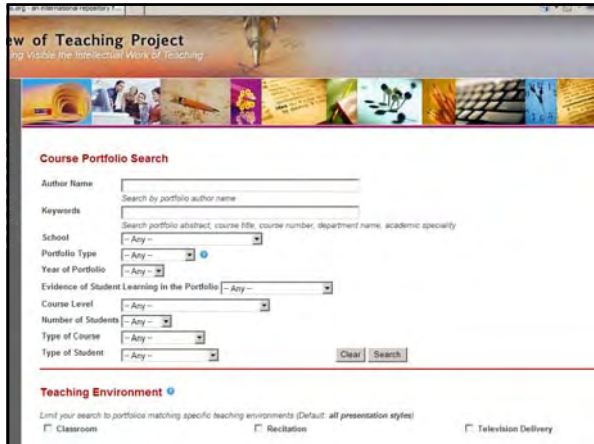 s.org - an international repository f...
ew of Teaching Project
ng Visible the Intellectual Work of Teaching
Course Portfolio Search
Author Name
Search by portfolio author name
Keywords
Search portfolio abstract, course title, course number, department name, academic speciality
School -- Any --
Portfolio Type -- Any --
Year of Portfolio -- Any --
Evidence of Student Learning in the Portfolio -- Any --
Course Level -- Any --
Number of Students -- Any --
Type of Course -- Any --
Type of Student -- Any -- Clear Search
Teaching Environment
Limit your search to portfolios matching specific teaching environments (Default: all presentation styles)
Classroom Recitation Television Delivery